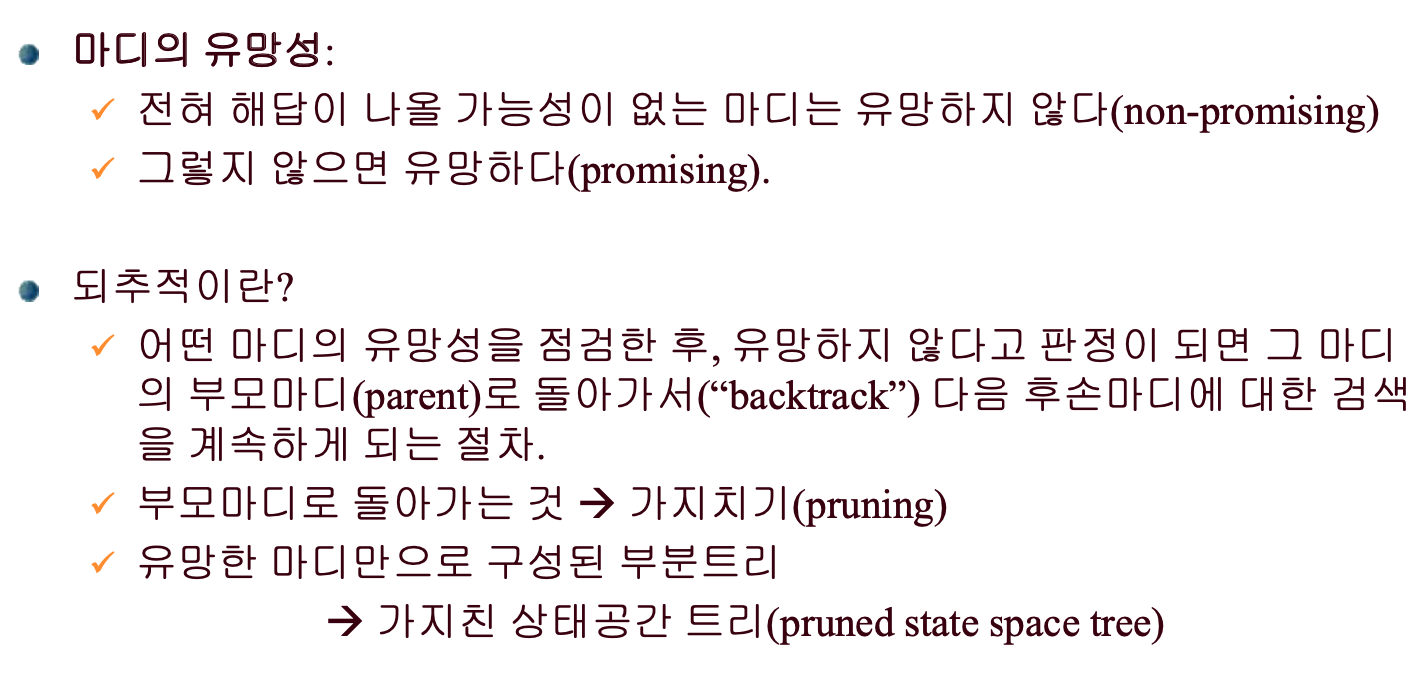 마디의 유망성:
전혀 해답이 나올 가능성이 없는 마디는 유망하지 않다(non-promising)
그렇지 않으면 유망하다(promising).
되추적이란?
어떤 마디의 유망성을 점검한 후, 유망하지 않다고 판정이 되면 그 마디
의 부모마디(parent)로 돌아가서(“backtrack”) 다음 후손마디에 대한 검색
을 계속하게 되는 절차.
부모마디로 돌아가는 것 → 가지치기(pruning)
유망한 마디만으로 구성된 부분트리
→ 가지친 상태공간 트리(pruned state space tree)